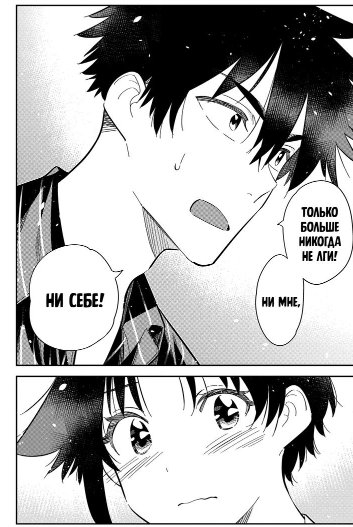 ТОЛЬКО
БОЛЬШЕ
НИКОГДА
НЕ ЛГИ!
НИ МНЕ,
НИ СЕБЕ!